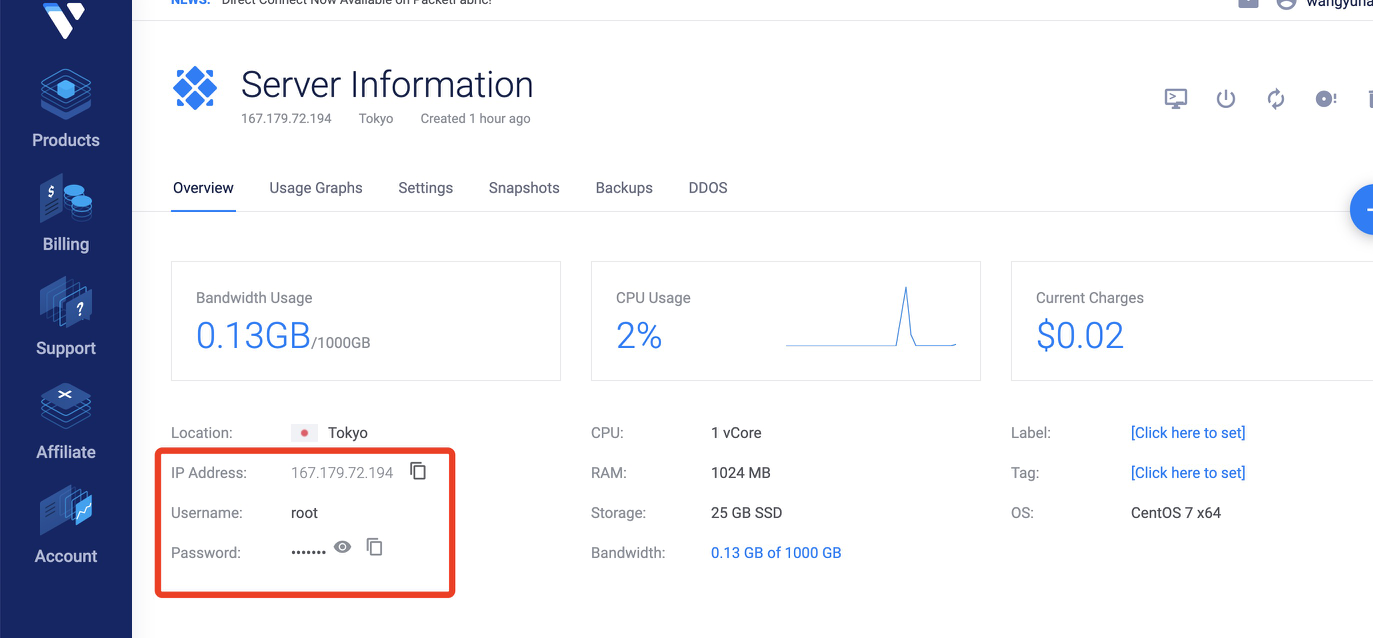 NEWS: Direct Connect Now Available on PacketFabric!
Server Information
167.179.72.194 Tokyo Created 1 hour ago
Products
Billing
Support
Affiliate
Account
Overview Usage Graphs Settings Snapshots Backups DDOS
Bandwidth Usage
0.13GB/1000GB
CPU Usage
2%
Current Charges
$0.02
Location: Tokyo
IP Address: 167.179.72.194
Username: root
Password: •••••••
CPU: 1 vCore
RAM: 1024 MB
Storage: 25 GB SSD
Bandwidth: 0.13 GB of 1000 GB
Label: [Click here to set]
Tag: [Click here to set]
OS: CentOS 7 x64